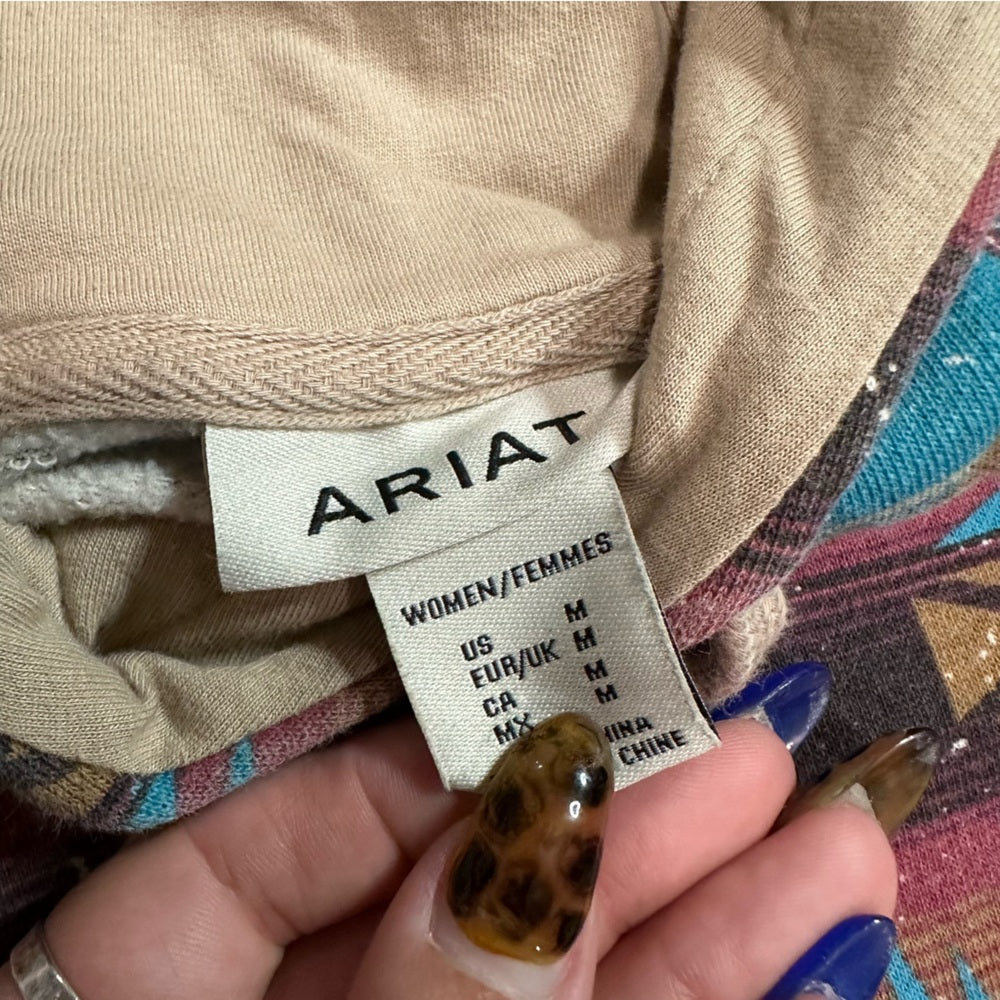 ARIAT
WOMEN/FEMMES
US M
EUR/UK M
CA M
MX M
CHINE